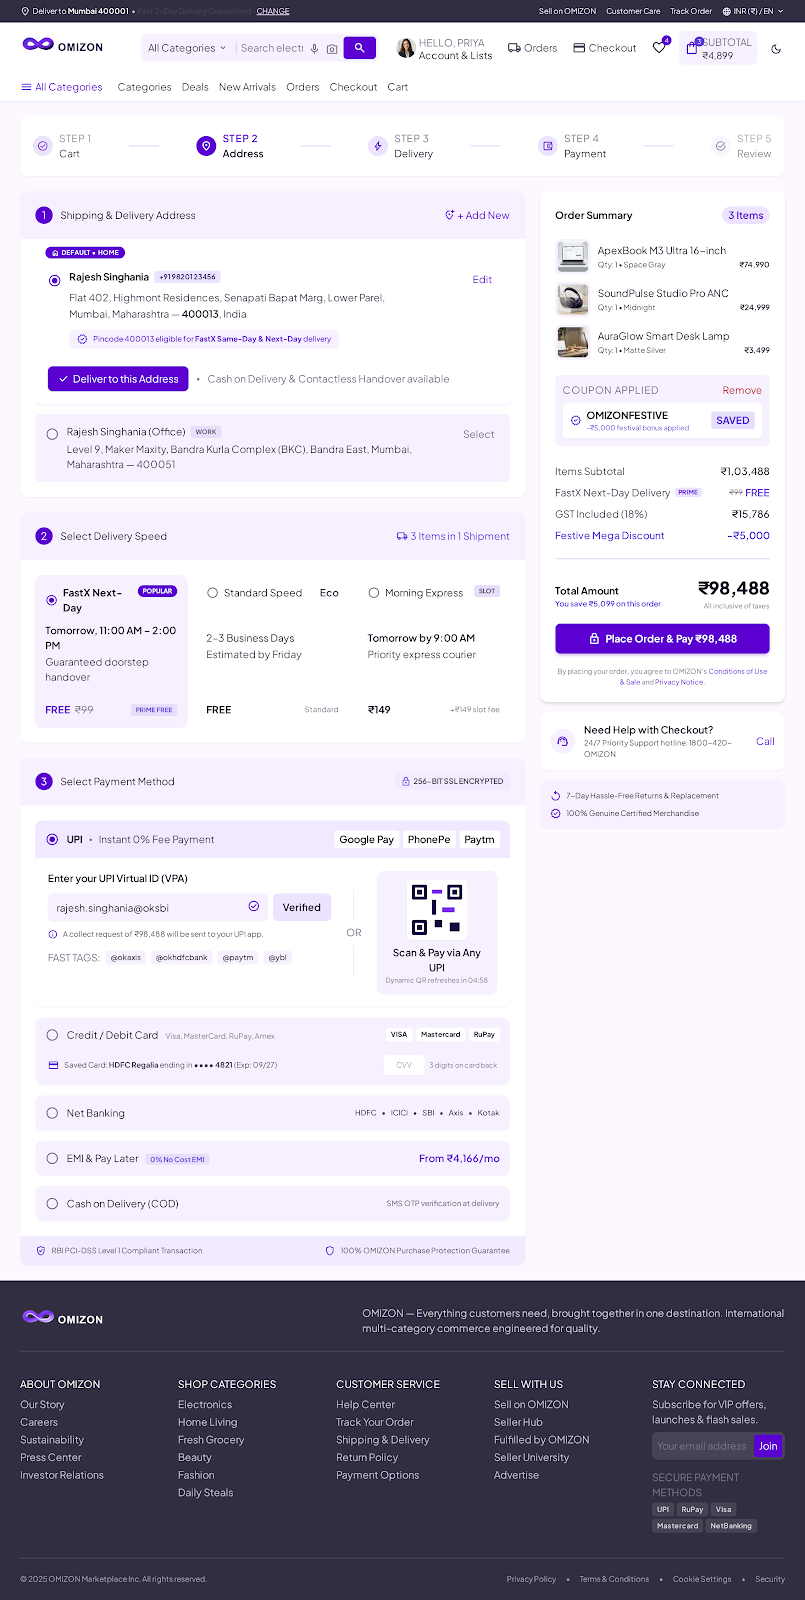 Deliver to Mumbai 400001 • Fast 2-Day Delivery Guaranteed CHANGE
Sell on OMIZON Customer Care Track Order INR (₹) / EN
OMIZON
All Categories
Search electr
HELLO, PRIYA
Account & Lists
Orders
Checkout
4
3
SUBTOTAL
₹4,899
All Categories Categories Deals New Arrivals Orders Checkout Cart
STEP 1
Cart
STEP 2
Address
STEP 3
Delivery
STEP 4
Payment
STEP 5
Review
1 Shipping & Delivery Address
+ Add New
DEFAULT • HOME
Rajesh Singhania +919820123456
Edit
Flat 402, Highmont Residences, Senapati Bapat Marg, Lower Parel,
Mumbai, Maharashtra — 400013, India
Pincode 400013 eligible for FastX Same-Day & Next-Day delivery
Deliver to this Address • Cash on Delivery & Contactless Handover available
Rajesh Singhania (Office) WORK
Select
Level 9, Maker Maxity, Bandra Kurla Complex (BKC), Bandra East, Mumbai,
Maharashtra — 400051
2 Select Delivery Speed
3 Items in 1 Shipment
FastX Next-
Day
POPULAR
Tomorrow, 11:00 AM – 2:00
PM
Guaranteed doorstep
handover
FREE ₹99 PRIME FREE
Standard Speed Eco
2–3 Business Days
Estimated by Friday
FREE Standard
Morning Express SLOT
Tomorrow by 9:00 AM
Priority express courier
₹149 +₹149 slot fee
3 Select Payment Method
256-BIT SSL ENCRYPTED
UPI • Instant 0% Fee Payment
Google Pay PhonePe Paytm
Enter your UPI Virtual ID (VPA)
rajesh.singhania@oksbi
Verified
A collect request of ₹98,488 will be sent to your UPI app.
FAST TAGS: @okaxis @okhdfcbank @paytm @ybl
OR
Scan & Pay via Any
UPI
Dynamic QR refreshes in 04:58
Credit / Debit Card Visa, MasterCard, RuPay, Amex
VISA Mastercard RuPay
Saved Card: HDFC Regalia ending in •••• 4821 (Exp: 09/27)
CVV 3 digits on card back
Net Banking
HDFC • ICICI • SBI • Axis • Kotak
EMI & Pay Later 0% No Cost EMI
From ₹4,166/mo
Cash on Delivery (COD)
SMS OTP verification at delivery
RBI PCI-DSS Level 1 Compliant Transaction
100% OMIZON Purchase Protection Guarantee
Order Summary
3 Items
ApexBook M3 Ultra 16-inch
Qty: 1 • Space Gray ₹74,990
SoundPulse Studio Pro ANC
Qty: 1 • Midnight ₹24,999
AuraGlow Smart Desk Lamp
Qty: 1 • Matte Silver ₹3,499
COUPON APPLIED Remove
OMIZONFESTIVE
-₹5,000 festival bonus applied
SAVED
Items Subtotal ₹1,03,488
FastX Next-Day Delivery PRIME ₹99 FREE
GST Included (18%) ₹15,786
Festive Mega Discount -₹5,000
Total Amount ₹98,488
You save ₹5,099 on this order
All inclusive of taxes
Place Order & Pay ₹98,488
By placing your order, you agree to OMIZON's Conditions of Use
& Sale and Privacy Notice.
Need Help with Checkout?
24/7 Priority Support hotline: 1800-420-
OMIZON
Call
7-Day Hassle-Free Returns & Replacement
100% Genuine Certified Merchandise
OMIZON
OMIZON — Everything customers need, brought together in one destination. International
multi-category commerce engineered for quality.
ABOUT OMIZON
Our Story
Careers
Sustainability
Press Center
Investor Relations
SHOP CATEGORIES
Electronics
Home Living
Fresh Grocery
Beauty
Fashion
Daily Steals
CUSTOMER SERVICE
Help Center
Track Your Order
Shipping & Delivery
Return Policy
Payment Options
SELL WITH US
Sell on OMIZON
Seller Hub
Fulfilled by OMIZON
Seller University
Advertise
STAY CONNECTED
Subscribe for VIP offers,
launches & flash sales.
Your email address Join
SECURE PAYMENT
METHODS
UPI RuPay Visa
Mastercard NetBanking
© 2025 OMIZON Marketplace Inc. All rights reserved.
Privacy Policy • Terms & Conditions • Cookie Settings • Security